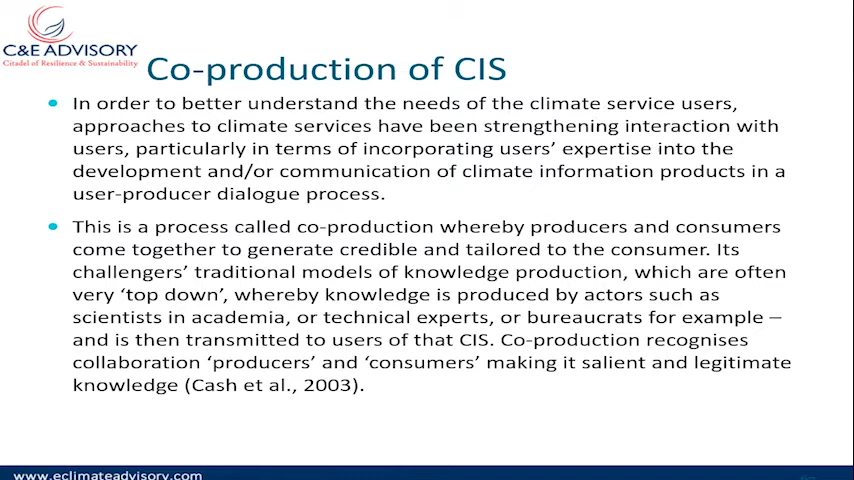 C&E ADVISORY
Citadel of Resilience & Sustainability
Co-production of CIS
• In order to better understand the needs of the climate service users,
approaches to climate services have been strengthening interaction with
users, particularly in terms of incorporating users’ expertise into the
development and/or communication of climate information products in a
user-producer dialogue process.
• This is a process called co-production whereby producers and consumers
come together to generate credible and tailored to the consumer. Its
challengers’ traditional models of knowledge production, which are often
very ‘top down’, whereby knowledge is produced by actors such as
scientists in academia, or technical experts, or bureaucrats for example –
and is then transmitted to users of that CIS. Co-production recognises
collaboration ‘producers’ and ‘consumers’ making it salient and legitimate
knowledge (Cash et al., 2003).
www.eclimateadvisory.com